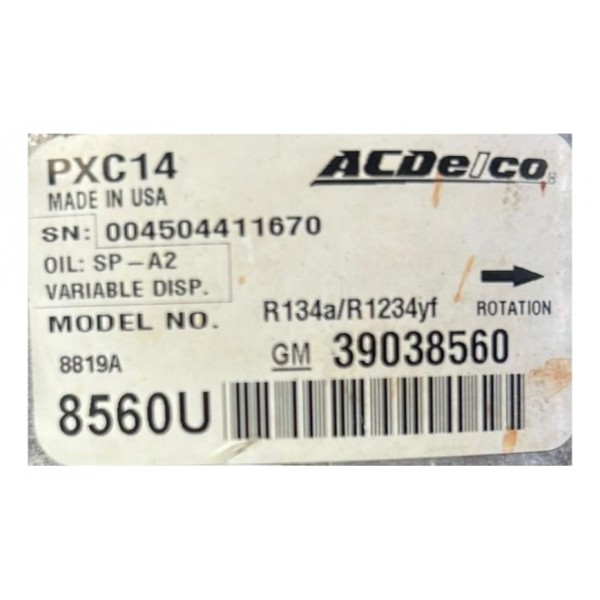 PXC14
ACDelco®
MADE IN USA
SN: 004504411670
OIL: SP-A2
VARIABLE DISP.
MODEL NO.
R134a/R1234yf
ROTATION
8819A
GM 39038560
8560U